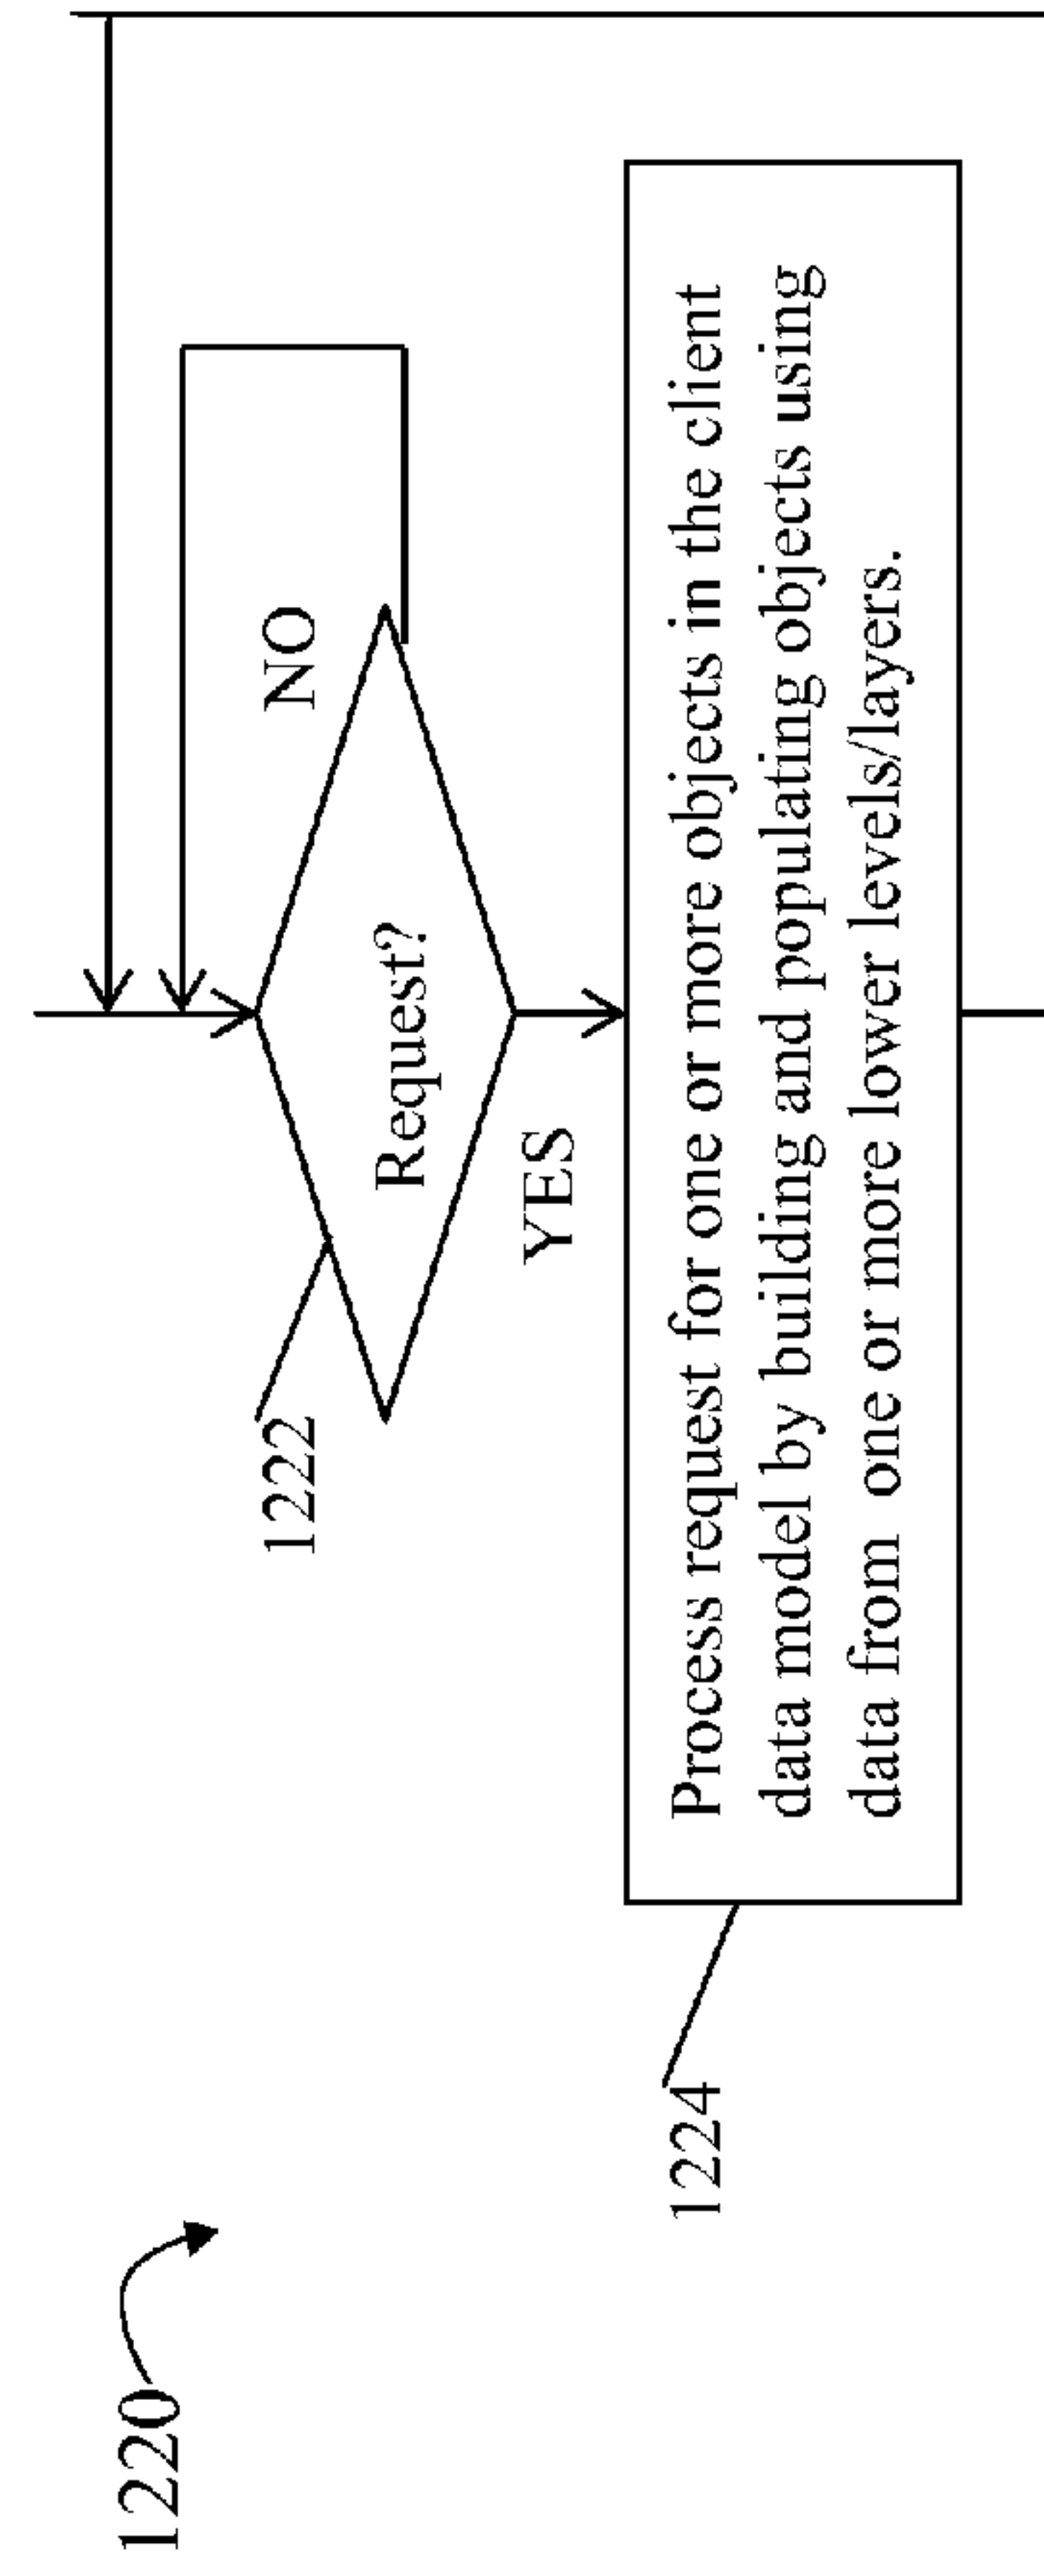 1220
1222
Request?
NO
YES
1224
Process request for one or more objects in the client
data model by building and populating objects using
data from one or more lower levels/layers.